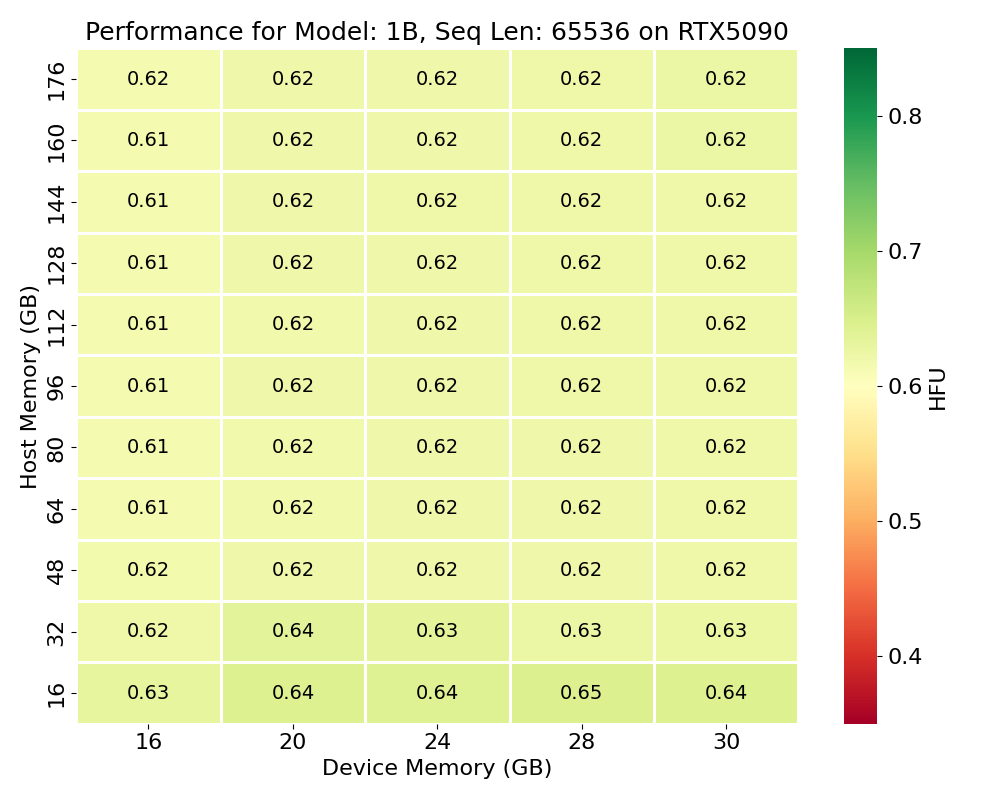 Performance for Model: 1B, Seq Len: 65536 on RTX5090
176 0.62 0.62 0.62 0.62 0.62
160 0.61 0.62 0.62 0.62 0.62
144 0.61 0.62 0.62 0.62 0.62
128 0.61 0.62 0.62 0.62 0.62
112 0.61 0.62 0.62 0.62 0.62
96 0.61 0.62 0.62 0.62 0.62
80 0.61 0.62 0.62 0.62 0.62
64 0.61 0.62 0.62 0.62 0.62
48 0.62 0.62 0.62 0.62 0.62
32 0.62 0.64 0.63 0.63 0.63
16 0.63 0.64 0.64 0.65 0.64
16 20 24 28 30
Device Memory (GB)
Host Memory (GB)
0.8
0.7
0.6
0.5
0.4
HFU